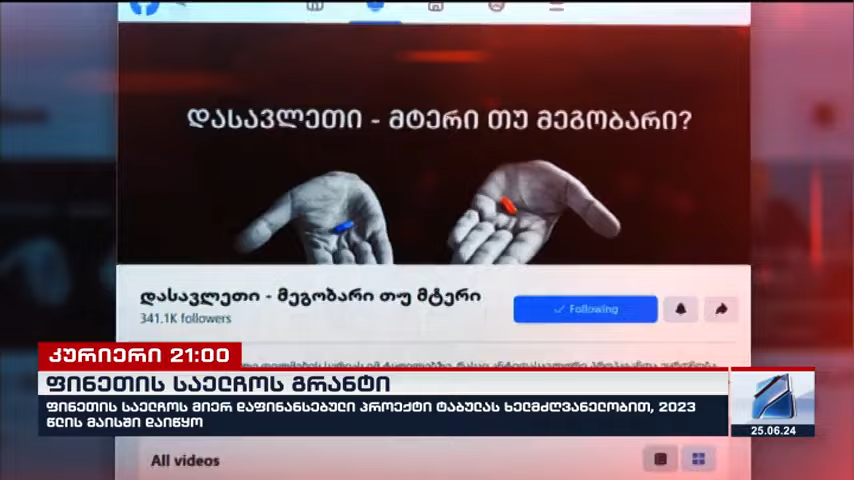 დასავლეთი - მტერი თუ მეგობარი?
დასავლეთი - მეგობარი თუ მტერი
341.1K followers
Following
კურიერი 21:00
ფინეთის საელჩოს გრანტი
ფინეთის საელჩოს მიერ დაფინანსებული პროექტი ტაბულას ხელმძღვანელობით, 2023
წლის მაისში დაიწყო
25.06.24
All videos